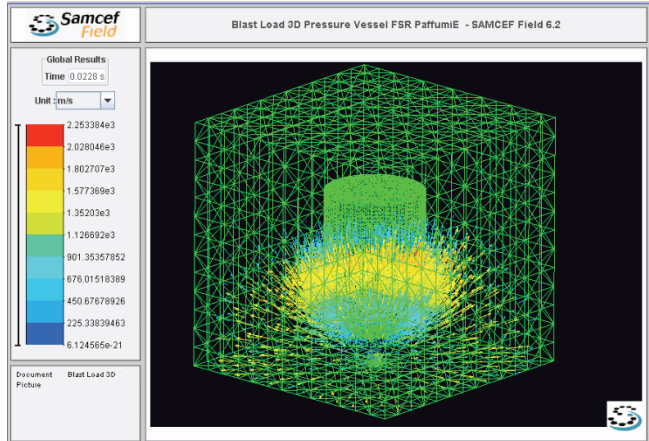 Samcef
Field
Blast Load 3D Pressure Vessel FSR PaffumiE - SAMCEF Field 6.2
Global Results
Time 0.0228 s
Unit : m/s
2.253384e3
2.028046e3
1.802707e3
1.577369e3
1.35203e3
1.126692e3
901.35357852
676.01518389
450.67678926
225.33839463
6.124565e-21
Document Blast Load 3D
Picture